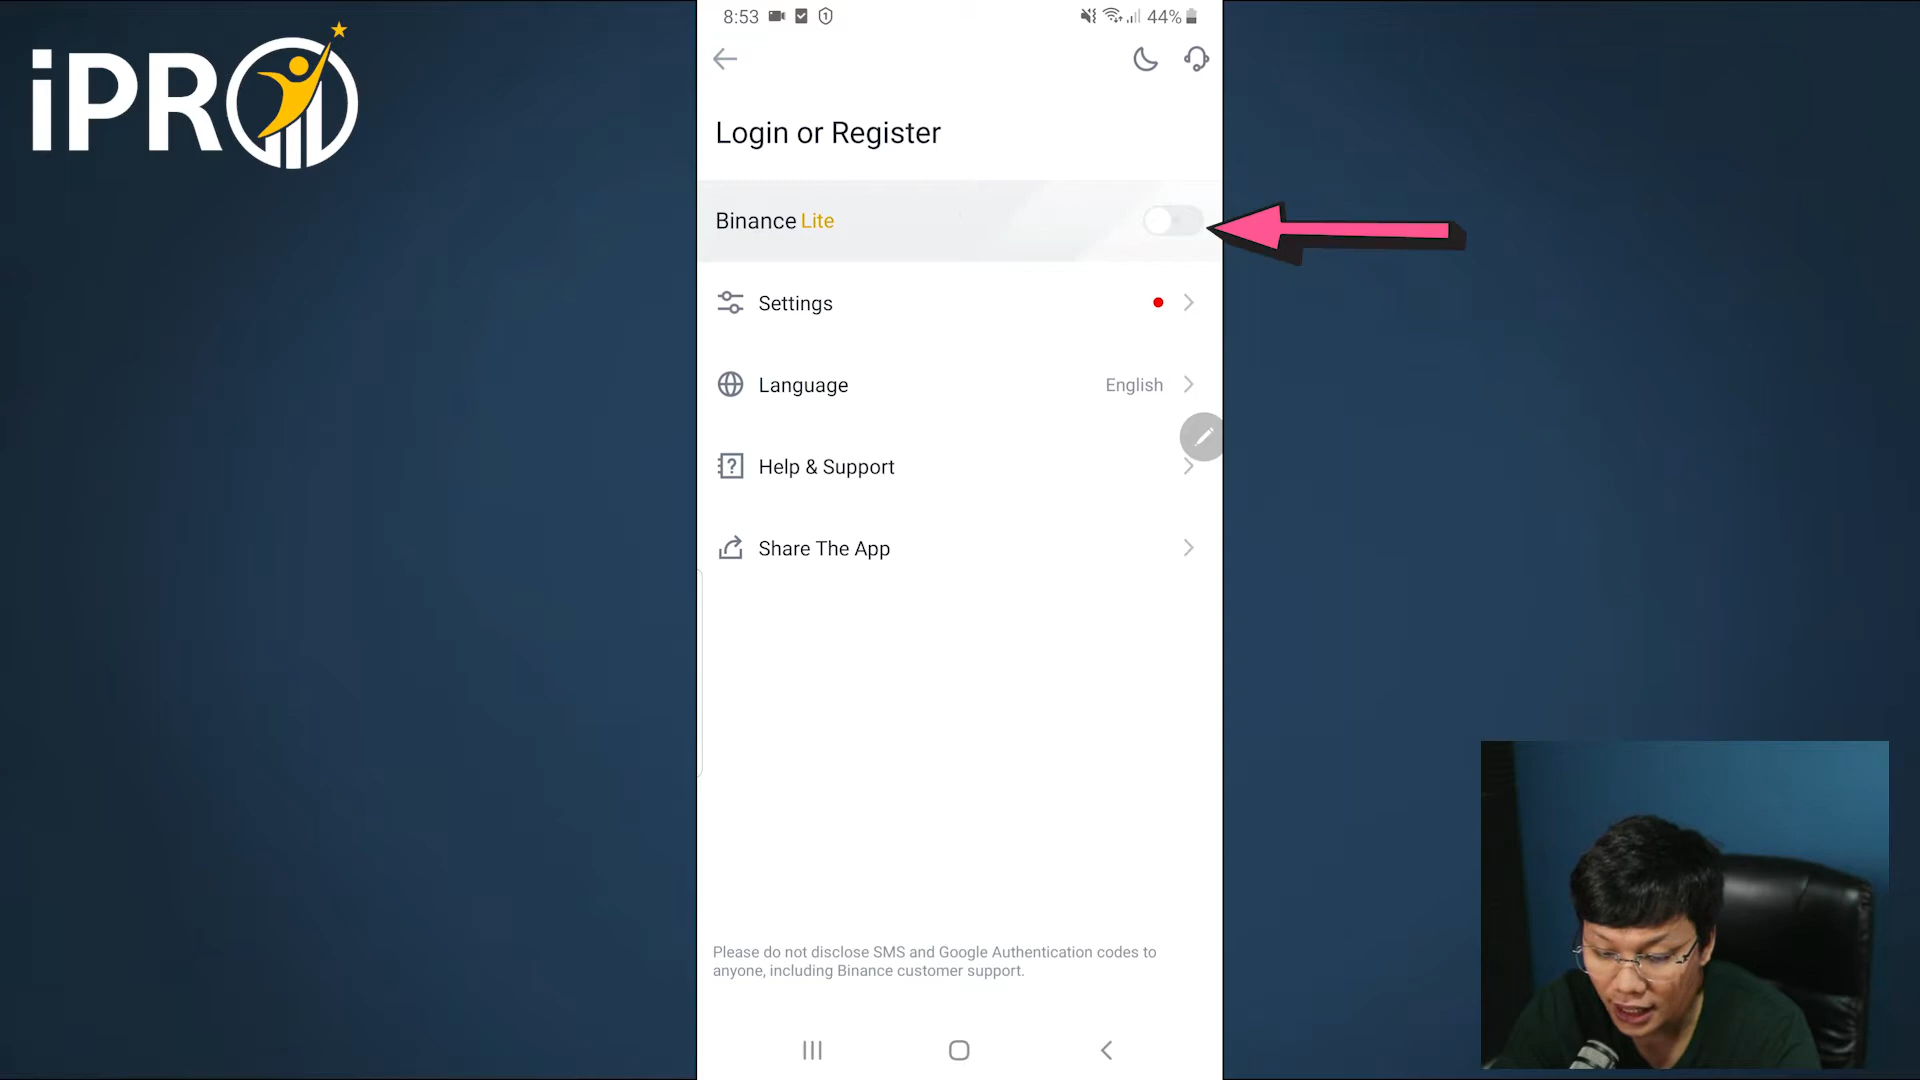 iPRO
8:53
44%
Login or Register
Binance Lite
Settings
Language
English
Help & Support
Share The App
Please do not disclose SMS and Google Authentication codes to
anyone, including Binance customer support.